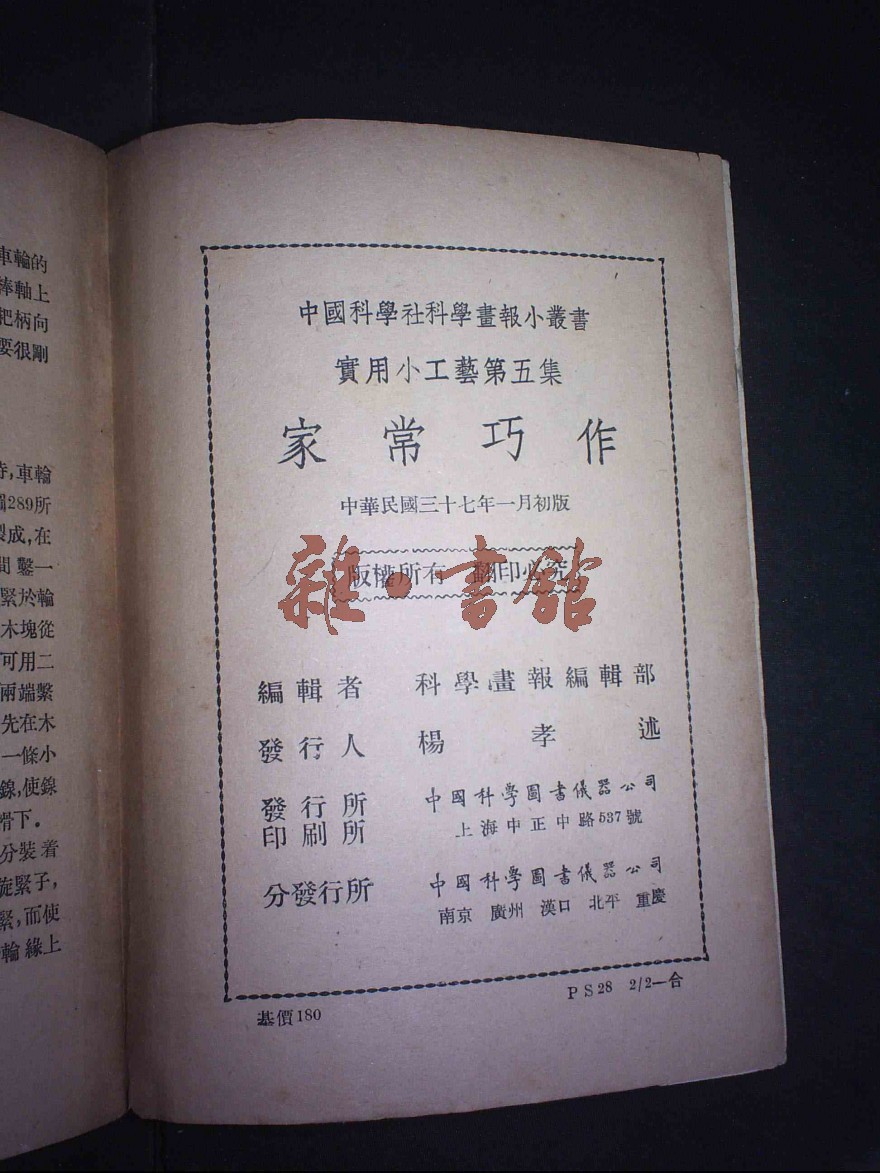 車輪的
棒軸上
把柄向
要很剛
時,車輪
圖289所
製成,在
間鑿一
緊於輪
木塊從
可用二
兩端繫
先在木
一條小
線,使線
滑下。
分裝着
旋緊子,
緊,而使
輪緣上
中國科學社科學畫報小叢書
實用小工藝第五集
家常巧作
中華民國三十七年一月初版
版權所有 翻印必究
雜·書館
編輯者 科學畫報編輯部
發行人 楊孝述
發行所 中國科學圖書儀器公司
印刷所 上海中正中路537號
分發行所 中國科學圖書儀器公司
南京 廣州 漢口 北平 重慶
基價180
PS28 2/2—合